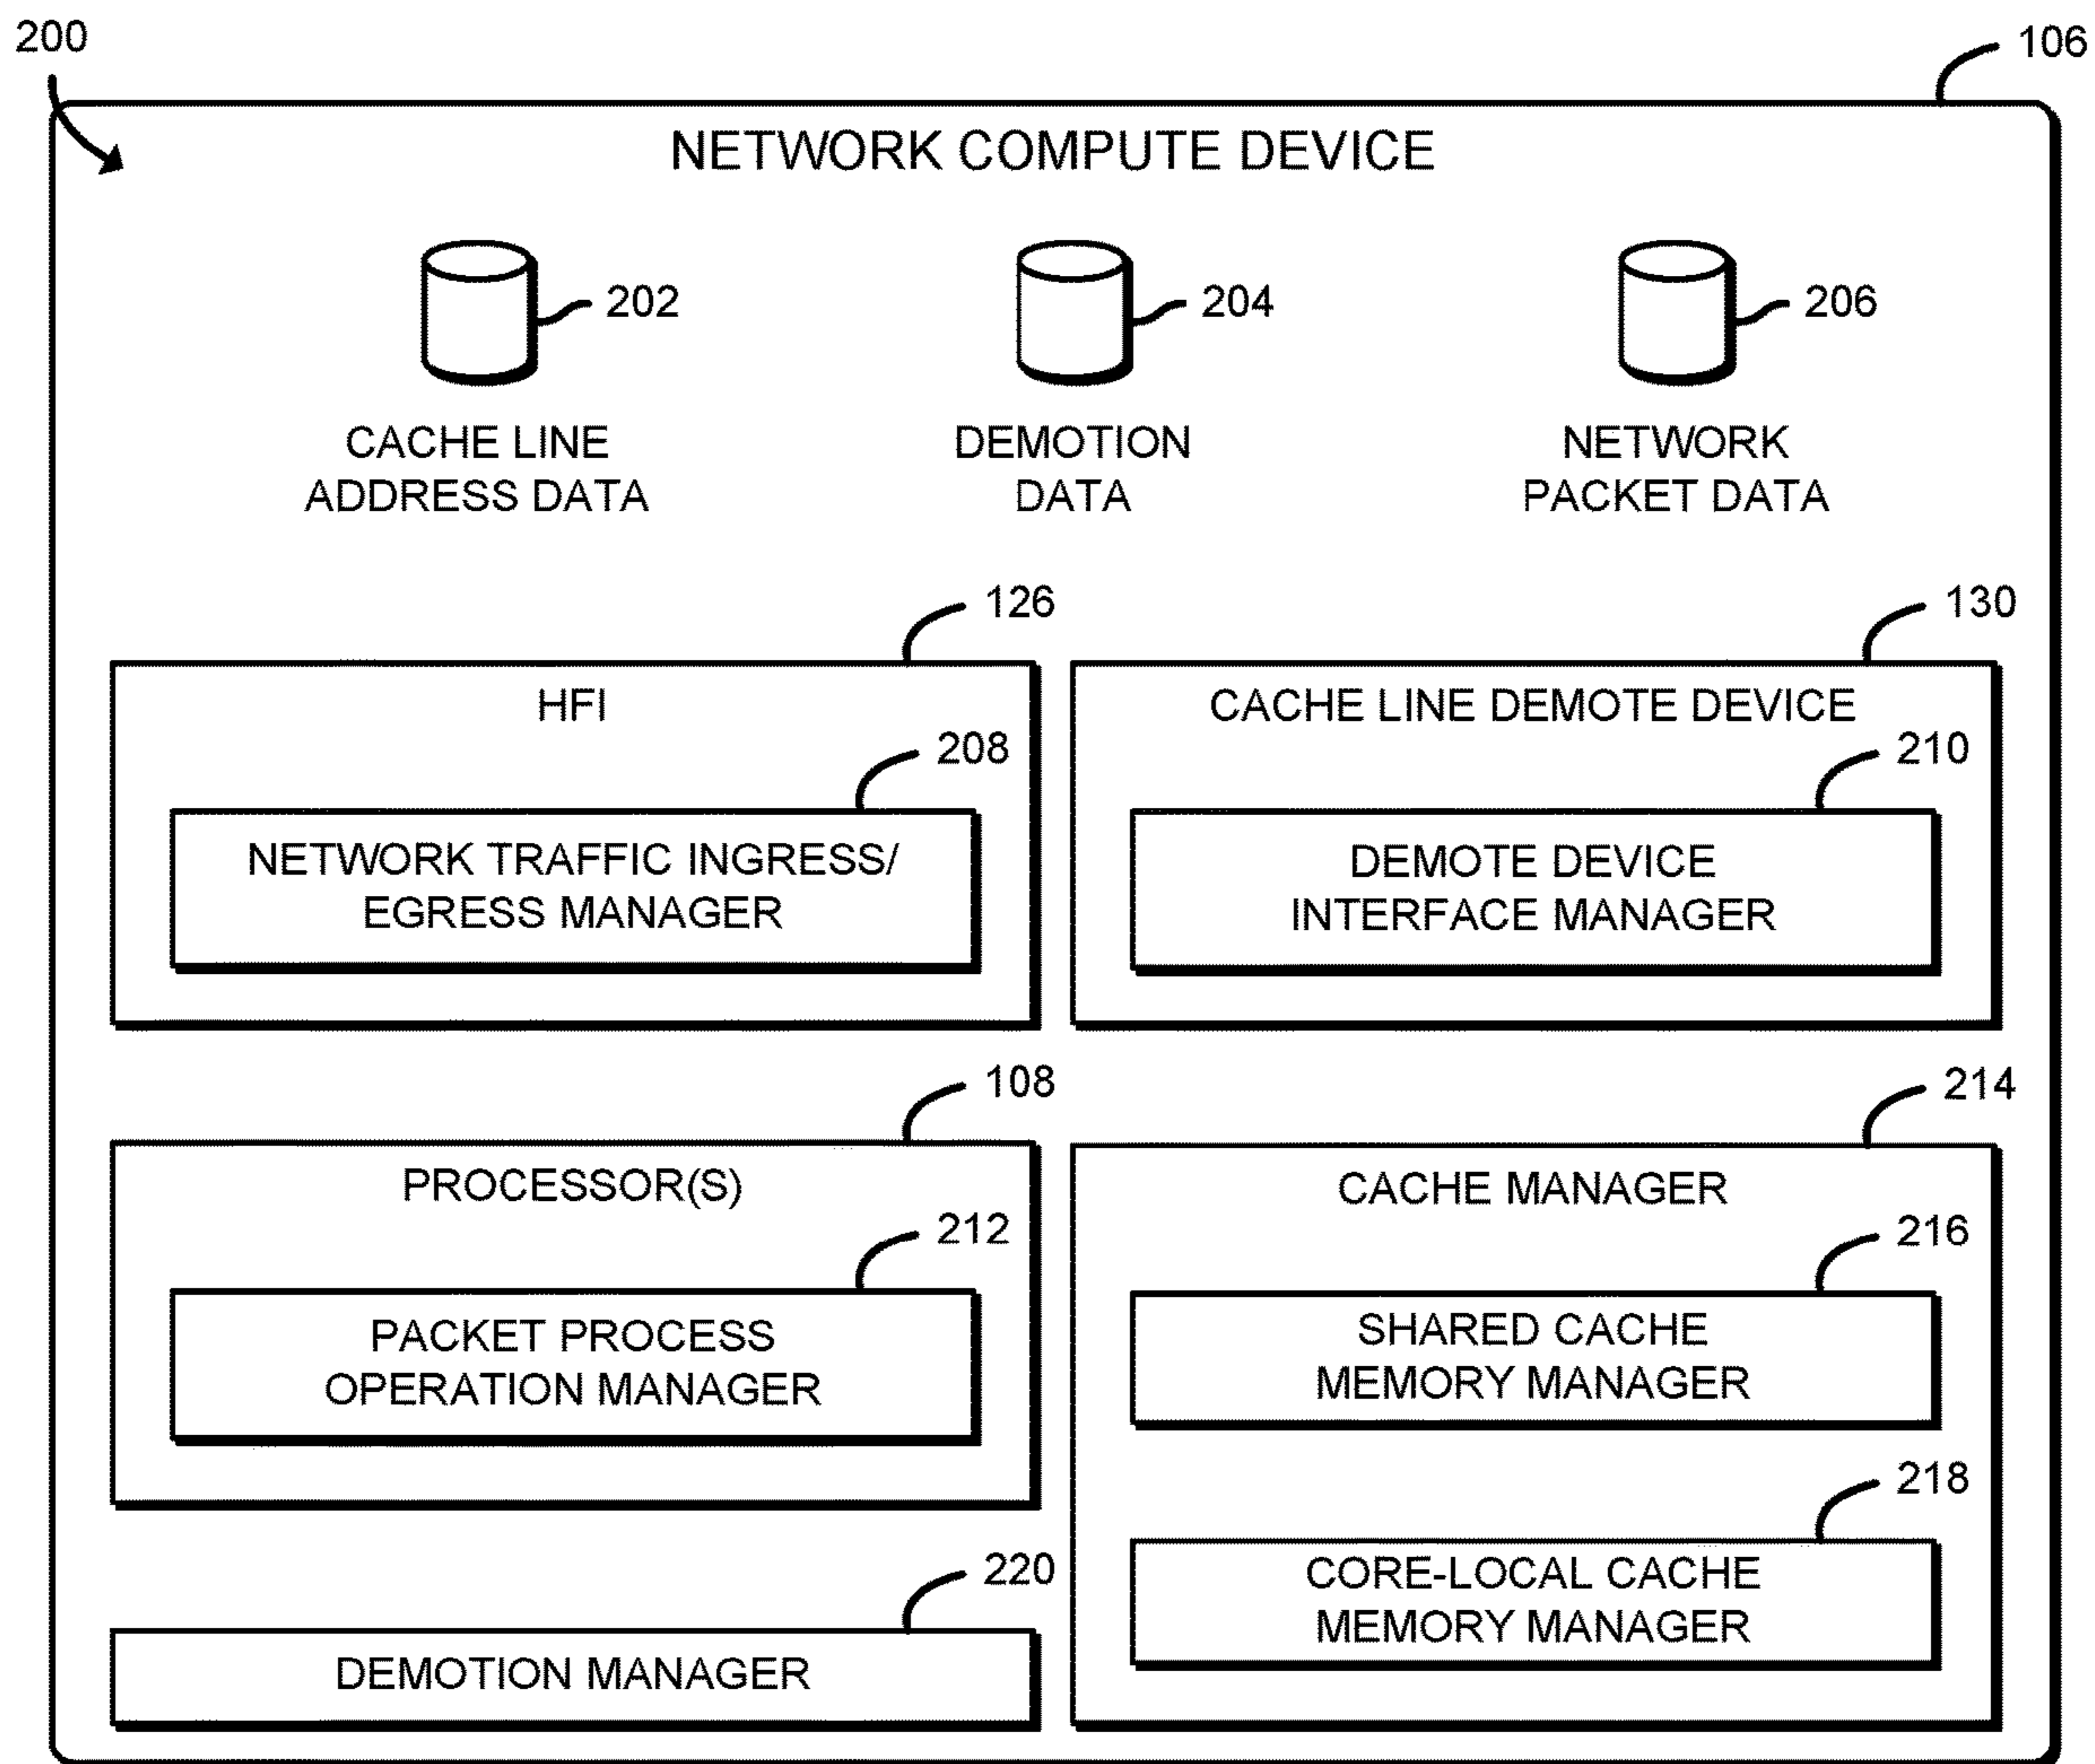 200
106
NETWORK COMPUTE DEVICE
202
204
206
CACHE LINE
ADDRESS DATA
DEMOTION
DATA
NETWORK
PACKET DATA
126
HFI
208
NETWORK TRAFFIC INGRESS/
EGRESS MANAGER
130
CACHE LINE DEMOTE DEVICE
210
DEMOTE DEVICE
INTERFACE MANAGER
108
PROCESSOR(S)
212
PACKET PROCESS
OPERATION MANAGER
214
CACHE MANAGER
216
SHARED CACHE
MEMORY MANAGER
218
CORE-LOCAL CACHE
MEMORY MANAGER
220
DEMOTION MANAGER